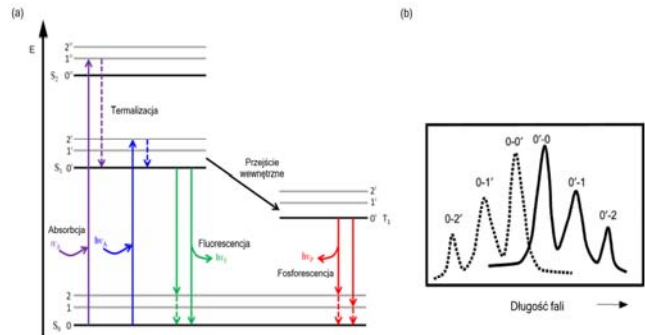 (a)
E
2''
1''
S₂ 0''
Termalizacja
2'
1'
S₁ 0'
Przejście
wewnętrzne
2'
1'
0' T₁
Absorbcja
hν_A
Fluorescencja
hν_F
hν_P
Fosforescencja
2
1
S₀ 0
(b)
0-2'
0-1'
0-0'
0'-0
0'-1
0'-2
Długość fali